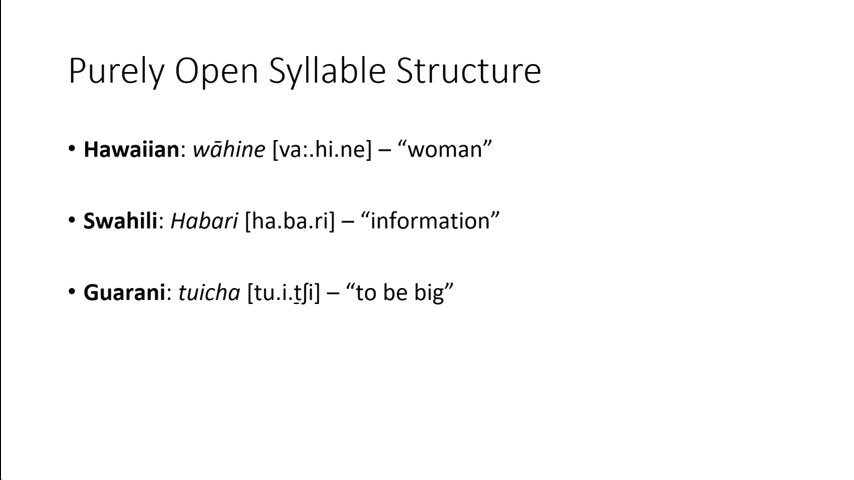 Purely Open Syllable Structure
• Hawaiian: wāhine [va:.hi.ne] – “woman”
• Swahili: Habari [ha.ba.ri] – “information”
• Guarani: tuicha [tu.i.t̠ʃi] – “to be big”